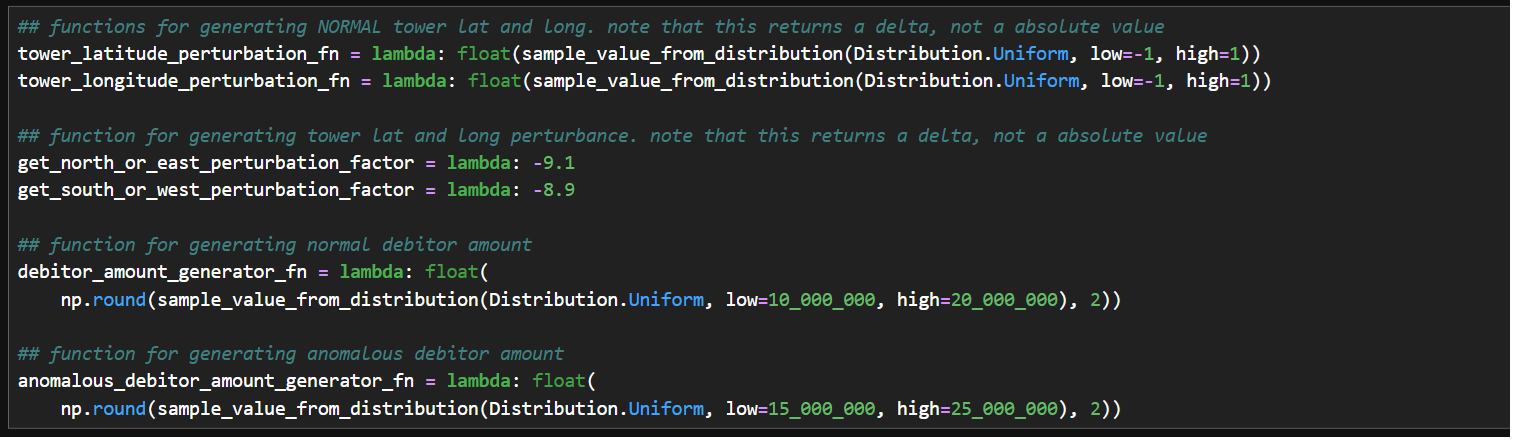 ## functions for generating NORMAL tower lat and long. note that this returns a delta, not a absolute value
tower_latitude_perturbation_fn = lambda: float(sample_value_from_distribution(Distribution.Uniform, low=-1, high=1))
tower_longitude_perturbation_fn = lambda: float(sample_value_from_distribution(Distribution.Uniform, low=-1, high=1))

## function for generating tower lat and long perturbance. note that this returns a delta, not a absolute value
get_north_or_east_perturbation_factor = lambda: -9.1
get_south_or_west_perturbation_factor = lambda: -8.9

## function for generating normal debitor amount
debitor_amount_generator_fn = lambda: float(
    np.round(sample_value_from_distribution(Distribution.Uniform, low=10_000_000, high=20_000_000), 2))

## function for generating anomalous debitor amount
anomalous_debitor_amount_generator_fn = lambda: float(
    np.round(sample_value_from_distribution(Distribution.Uniform, low=15_000_000, high=25_000_000), 2))